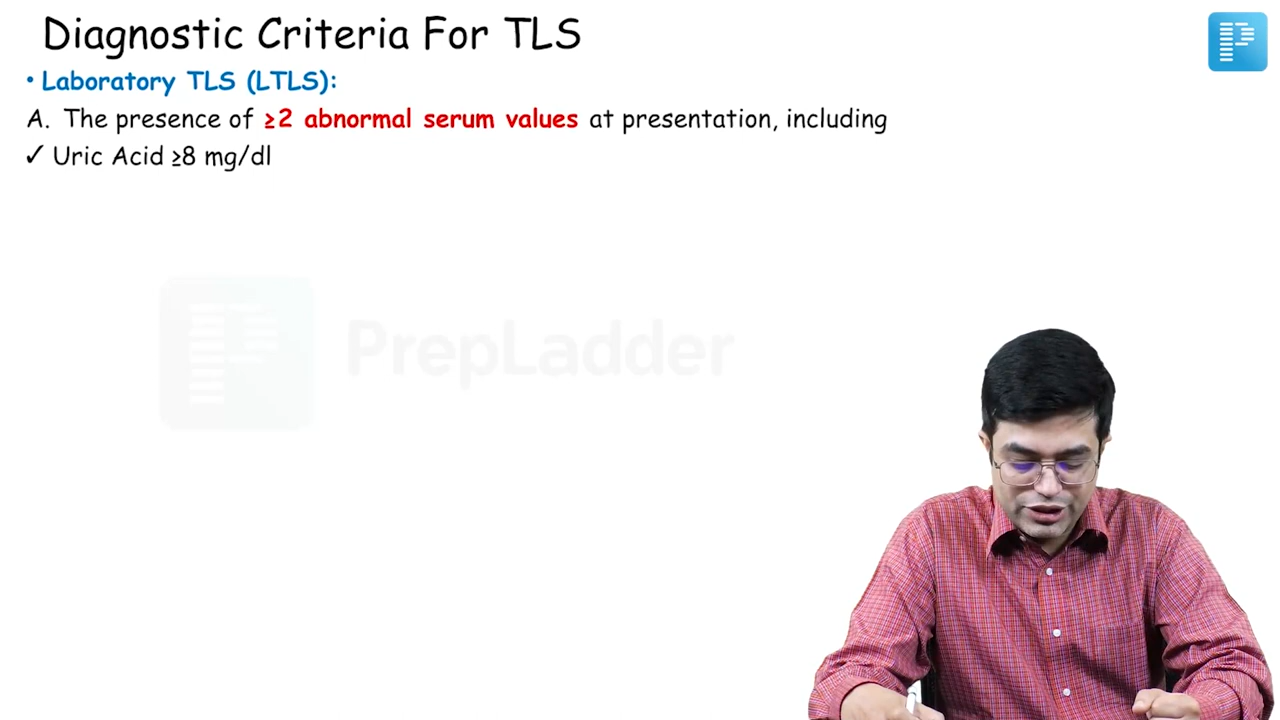 Diagnostic Criteria For TLS
• Laboratory TLS (LTLS):
A. The presence of ≥2 abnormal serum values at presentation, including
✓ Uric Acid ≥8 mg/dl
PrepLadder